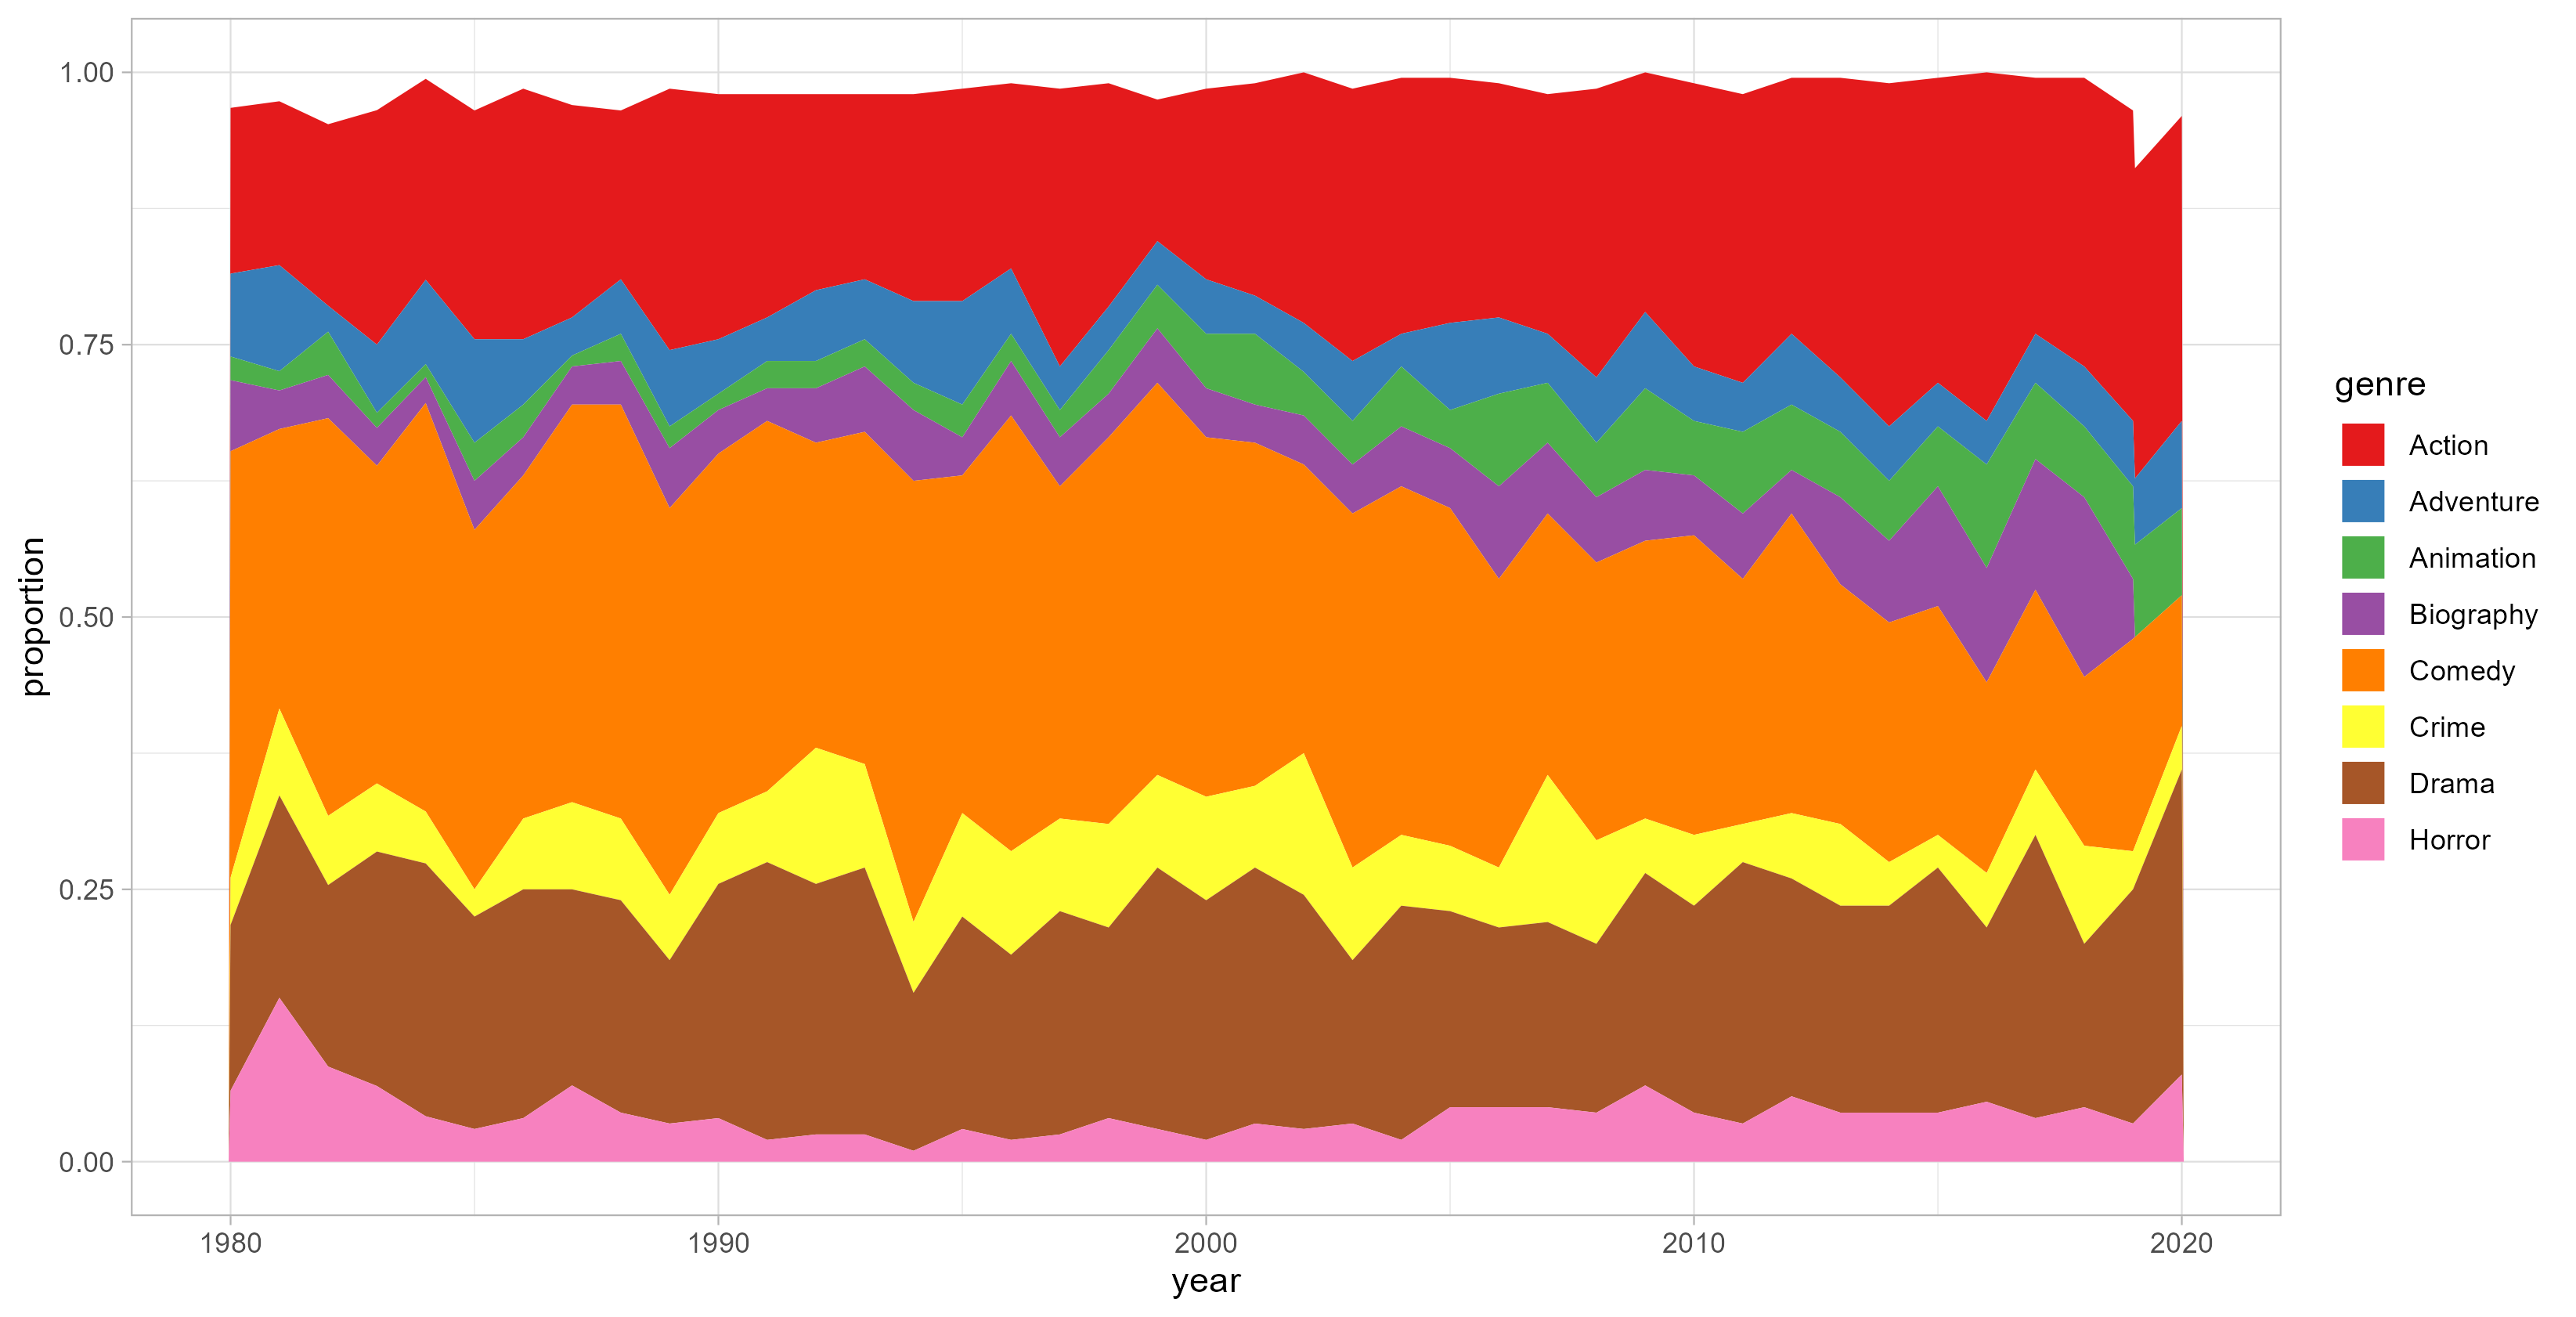 1.00
0.75
0.50
0.25
0.00
proportion
1980 1990 2000 2010 2020
year
genre
Action
Adventure
Animation
Biography
Comedy
Crime
Drama
Horror